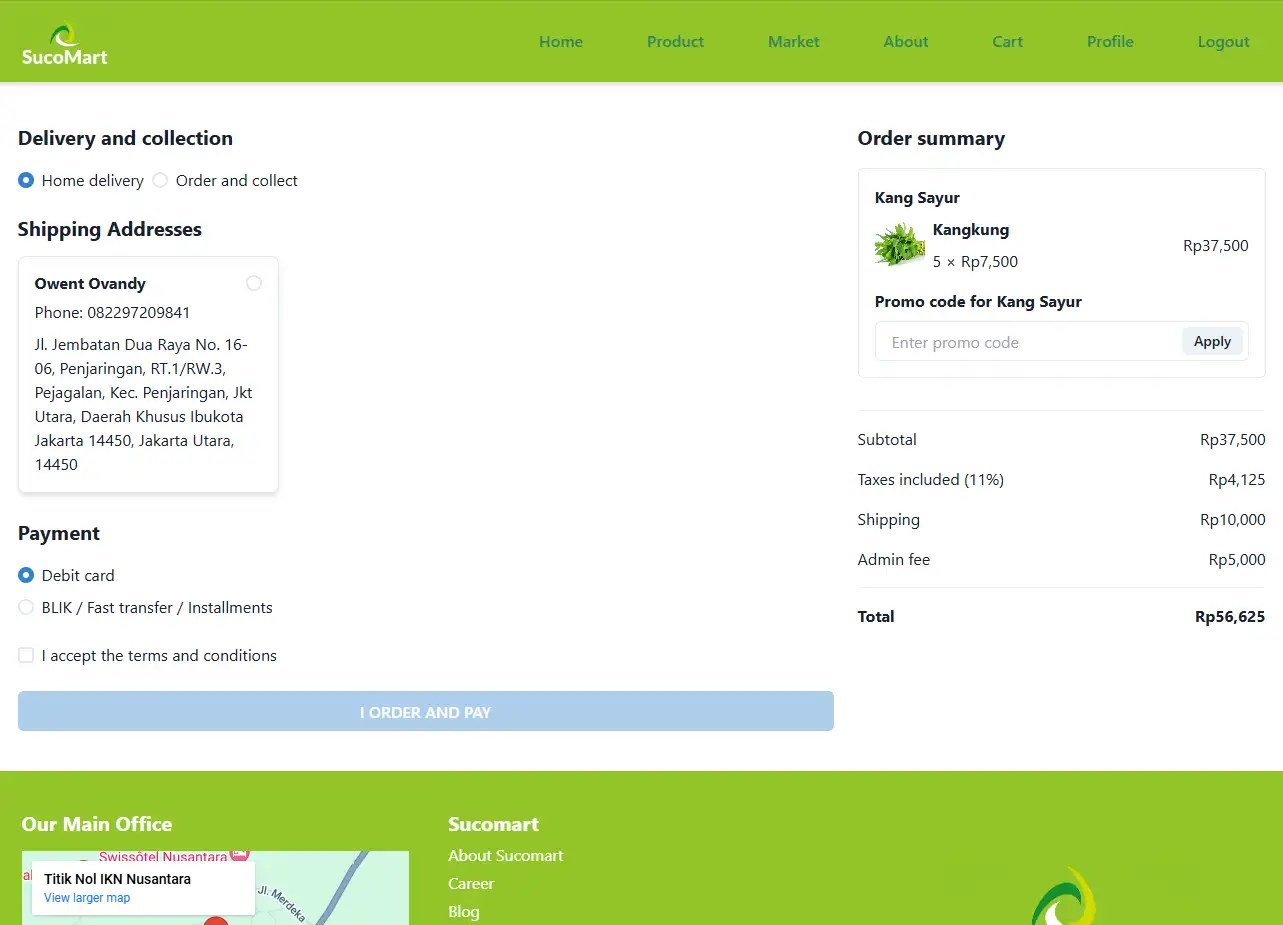 SucoMart
Home Product Market About Cart Profile Logout
Delivery and collection
Home delivery Order and collect
Shipping Addresses
Owent Ovandy
Phone: 082297209841
Jl. Jembatan Dua Raya No. 16-
06, Penjaringan, RT.1/RW.3,
Pejagalan, Kec. Penjaringan, Jkt
Utara, Daerah Khusus Ibukota
Jakarta 14450, Jakarta Utara,
14450
Payment
Debit card
BLIK / Fast transfer / Installments
I accept the terms and conditions
I ORDER AND PAY
Order summary
Kang Sayur
Kangkung
5 × Rp7,500
Rp37,500
Promo code for Kang Sayur
Enter promo code Apply
Subtotal Rp37,500
Taxes included (11%) Rp4,125
Shipping Rp10,000
Admin fee Rp5,000
Total Rp56,625
Our Main Office
Swissôtel Nusantara
Titik Nol IKN Nusantara
View larger map
Jl. Merdeka
Sucomart
About Sucomart
Career
Blog